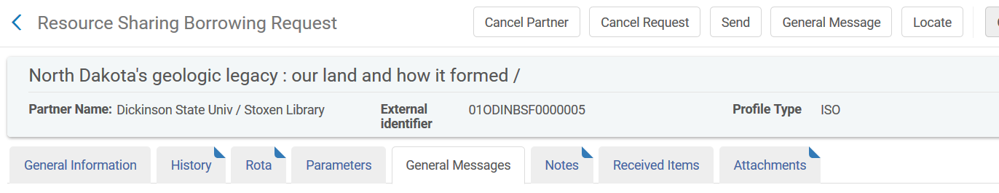 Resource Sharing Borrowing Request
Cancel Partner
Cancel Request
Send
General Message
Locate
North Dakota's geologic legacy : our land and how it formed /
Partner Name: Dickinson State Univ / Stoxen Library
External identifier 01ODINBSF0000005
Profile Type ISO
General Information
History
Rota
Parameters
General Messages
Notes
Received Items
Attachments